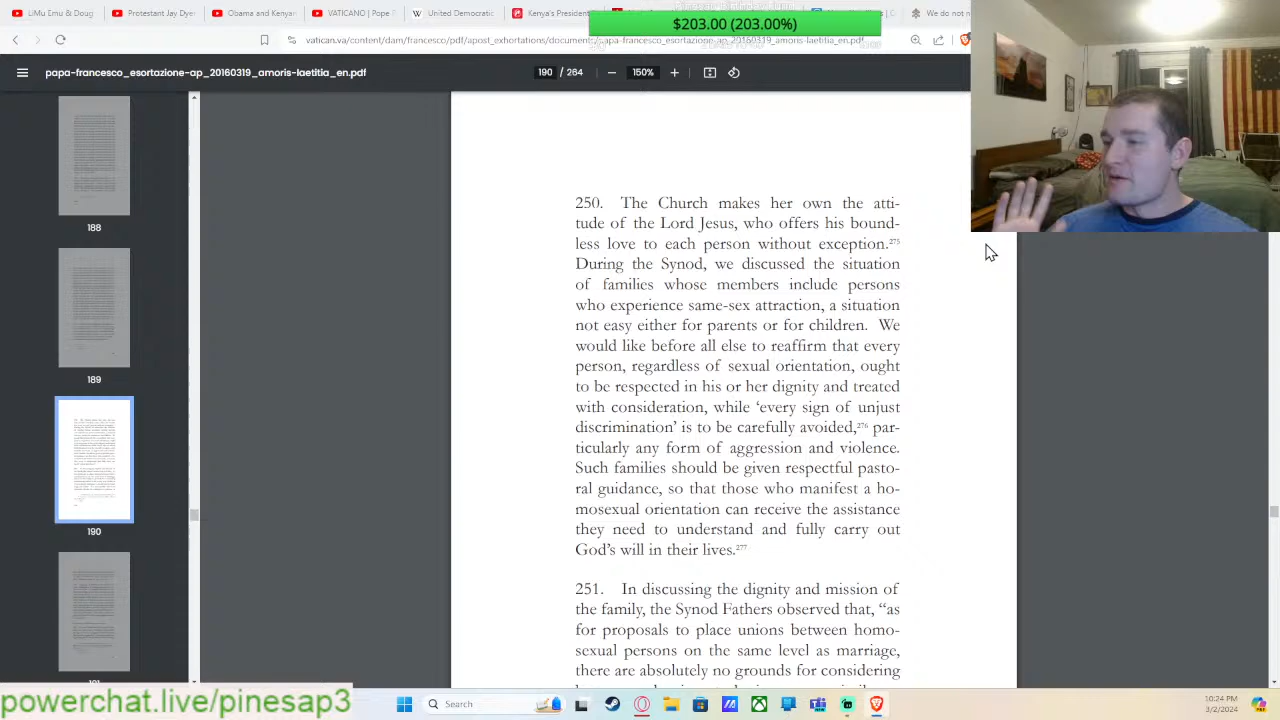 Church and Kenya
Protestant Jay Dyer
Obama and Kenya
VATICANO | Pope F
United Democratic
Kenya's President
We do not n
$203.00 (203.00%)
vatican.va/content/dam/francesco/pdf/apost_exhortations/document
papa-francesco_esortazione-ap_20160319_amoris-laetitia_en.pdf
francesco_esortazione-ap_20160319_amoris-laetitia_en.pdf
190 / 264
150%
188
189
190
250. The Church makes her own the atti-
tude of the Lord Jesus, who offers his bound-
less love to each person without exception.275
During the Synod, we discussed the situation
of families whose members include persons
who experience same-sex attraction, a situation
not easy either for parents or for children. We
would like before all else to reaffirm that every
person, regardless of sexual orientation, ought
to be respected in his or her dignity and treated
with consideration, while ‘every sign of unjust
discrimination’ is to be carefully avoided,276 par-
ticularly any form of aggression and violence.
Such families should be given respectful pasto-
ral guidance, so that those who manifest a ho-
mosexual orientation can receive the assistance
they need to understand and fully carry out
God’s will in their lives.277
251. In discussing the dignity and mission of
the family, the Synod Fathers observed that, “as
for proposals to place unions between homo-
sexual persons on the same level as marriage,
there are absolutely no grounds for considering
powerchat.live/pinesap3
Search
10:24 PM
3/2/2024